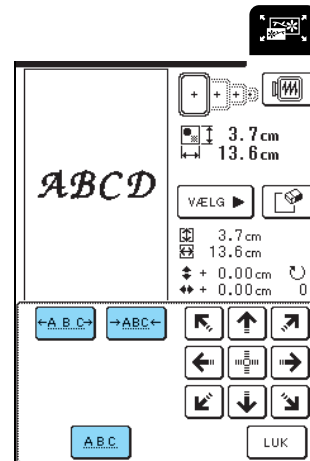 3.7cm
13.6cm
ABCD
VÆLG
3.7cm
13.6cm
+ 0.00cm
+ 0.00cm 0
←A B C→ →ABC←
ABC
LUK